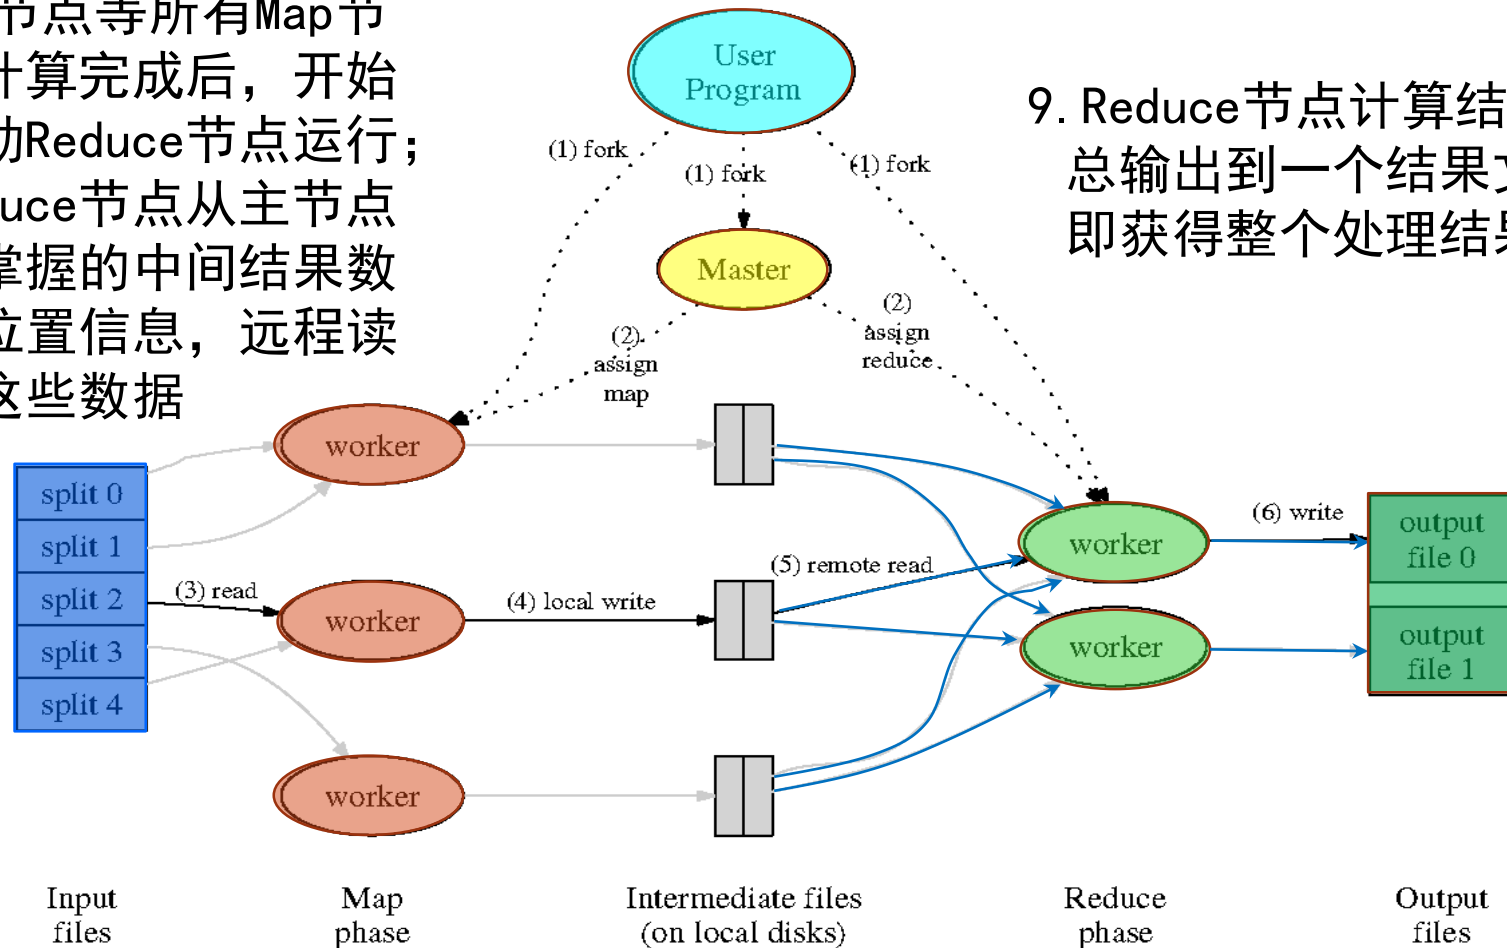 节点等所有Map节
计算完成后，开始
动Reduce节点运行；
uce节点从主节点
掌握的中间结果数
位置信息，远程读
这些数据
9.Reduce节点计算结
总输出到一个结果文
即获得整个处理结果
User
Program
(1) fork
(1) fork
(1) fork
Master
(2)
assign
map
(2)
assign
reduce
split 0
split 1
split 2
split 3
split 4
(3) read
worker
worker
worker
(4) local write
(5) remote read
worker
worker
(6) write
output
file 0
output
file 1
Input
files
Map
phase
Intermediate files
(on local disks)
Reduce
phase
Output
files